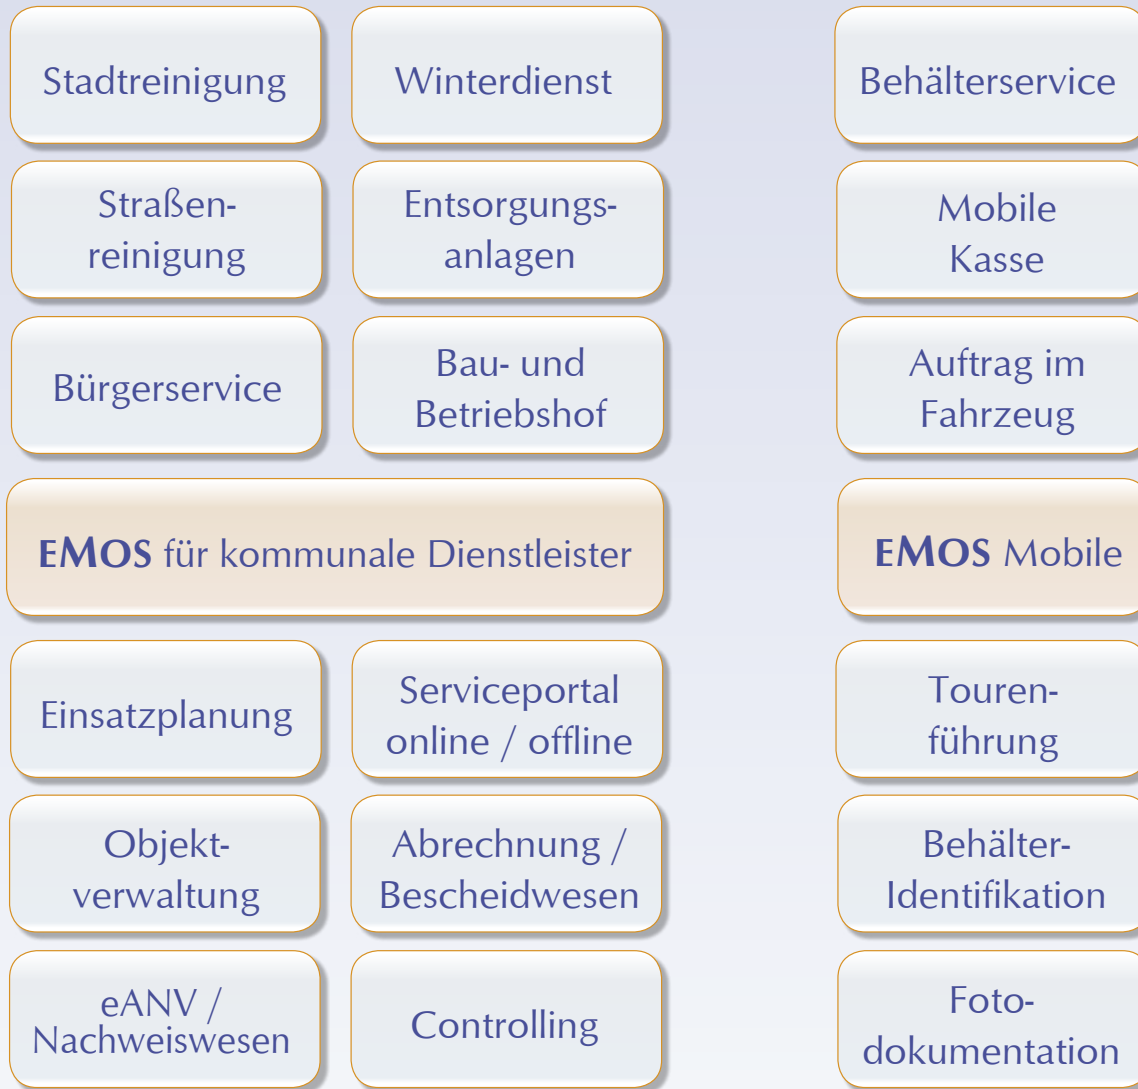 Stadtreinigung
Winterdienst
Behälterservice
Straßen-
reinigung
Entsorgungs-
anlagen
Mobile
Kasse
Bürgerservice
Bau- und
Betriebshof
Auftrag im
Fahrzeug
EMOS für kommunale Dienstleister
EMOS Mobile
Einsatzplanung
Serviceportal
online / offline
Touren-
führung
Objekt-
verwaltung
Abrechnung /
Bescheidwesen
Behälter-
Identifikation
eANV /
Nachweiswesen
Controlling
Foto-
dokumentation